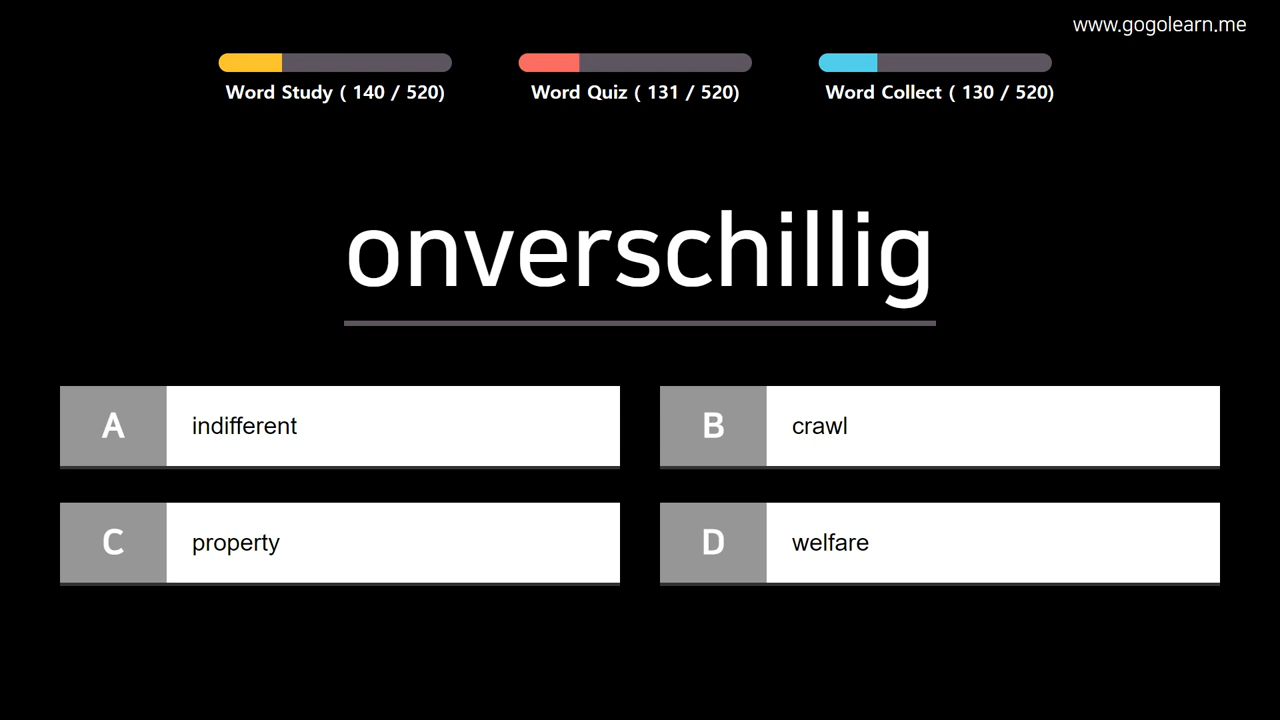 www.gogolearn.me
Word Study ( 140 / 520)
Word Quiz ( 131 / 520)
Word Collect ( 130 / 520)
onverschillig
A indifferent
B crawl
C property
D welfare